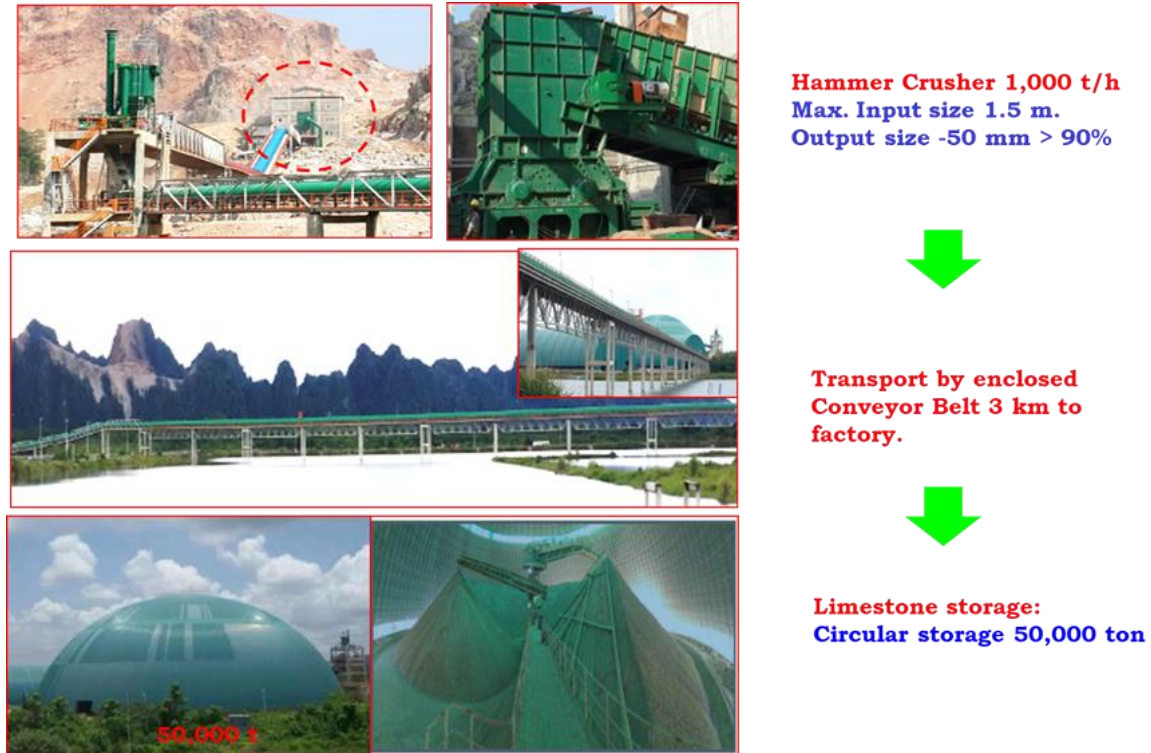 Hammer Crusher 1,000 t/h
Max. Input size 1.5 m.
Output size -50 mm > 90%
Transport by enclosed
Conveyor Belt 3 km to
factory.
Limestone storage:
Circular storage 50,000 ton
50,000 t